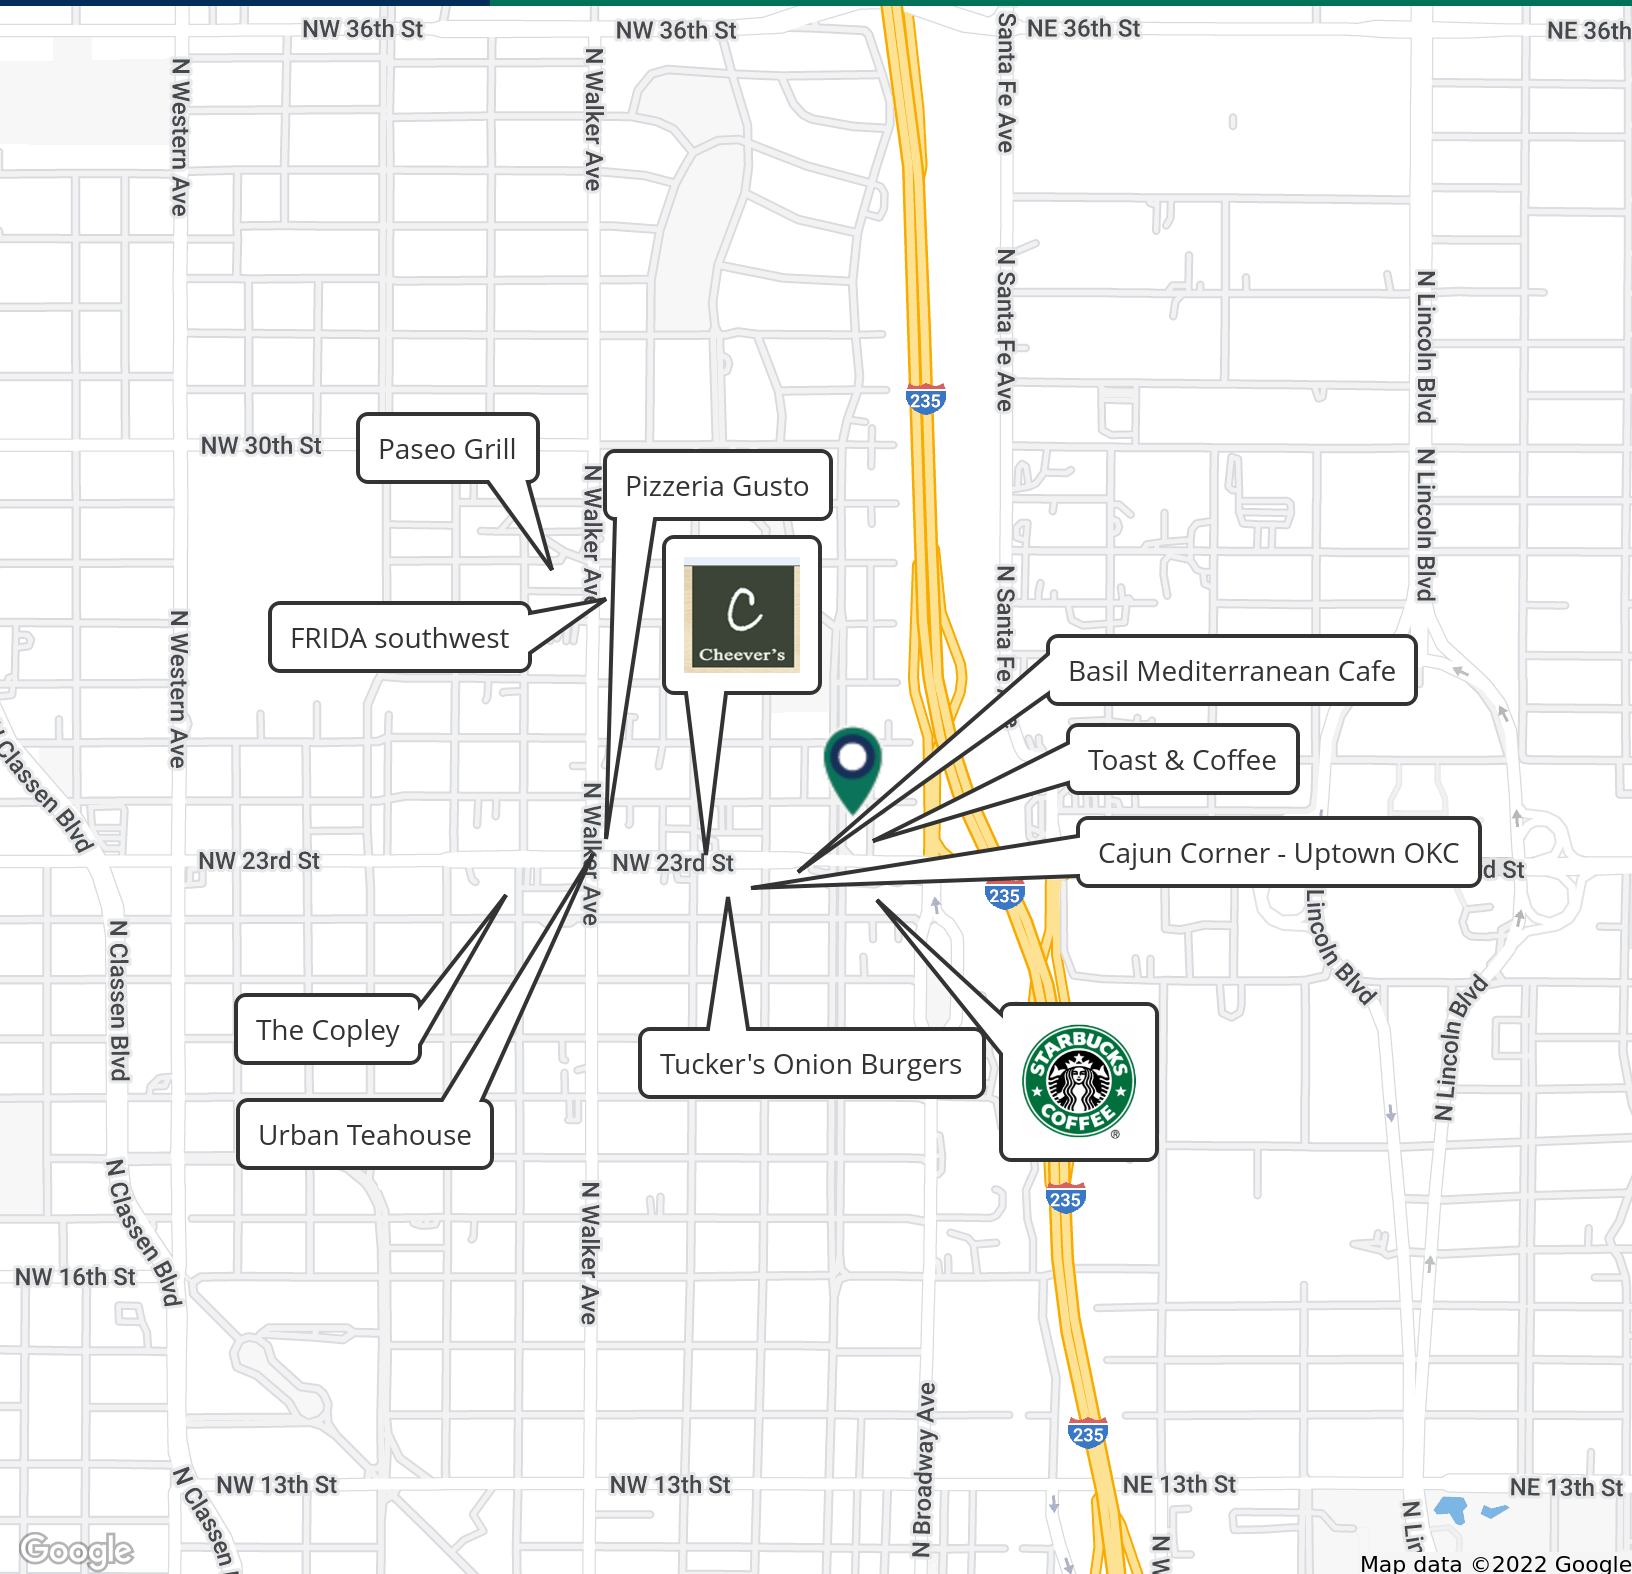 NW 36th St
NW 36th St
NE 36th St
NE 36th
N Western Ave
N Walker Ave
Santa Fe Ave
N Santa Fe Ave
N Lincoln Blvd
235
NW 30th St
Paseo Grill
Pizzeria Gusto
N Walker Ave
N Lincoln Blvd
C
Cheever's
FRIDA southwest
N Santa Fe A
N Western Ave
Basil Mediterranean Cafe
Toast & Coffee
Classen Blvd
N Walker Ave
NW 23rd St
NW 23rd St
Cajun Corner - Uptown OKC
d St
235
Lincoln Blvd
N Classen Blvd
N Lincoln Blvd
The Copley
Tucker's Onion Burgers
STARBUCKS
COFFEE
®
Urban Teahouse
N Classen Blvd
N Walker Ave
235
NW 16th St
N Broadway Ave
235
NW 13th St
NW 13th St
NE 13th St
NE 13th St
N Classen
N Lin
N W
Google
Map data ©2022 Google